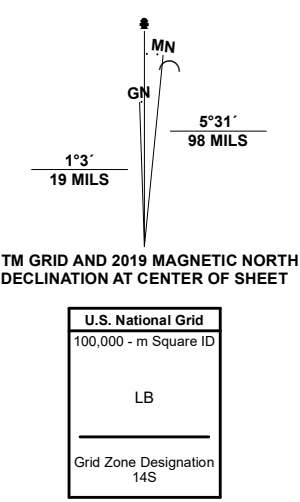 MN
GN
5°31´
98 MILS
1°3´
19 MILS
TM GRID AND 2019 MAGNETIC NORTH
DECLINATION AT CENTER OF SHEET
U.S. National Grid
100,000 - m Square ID
LB
Grid Zone Designation
14S